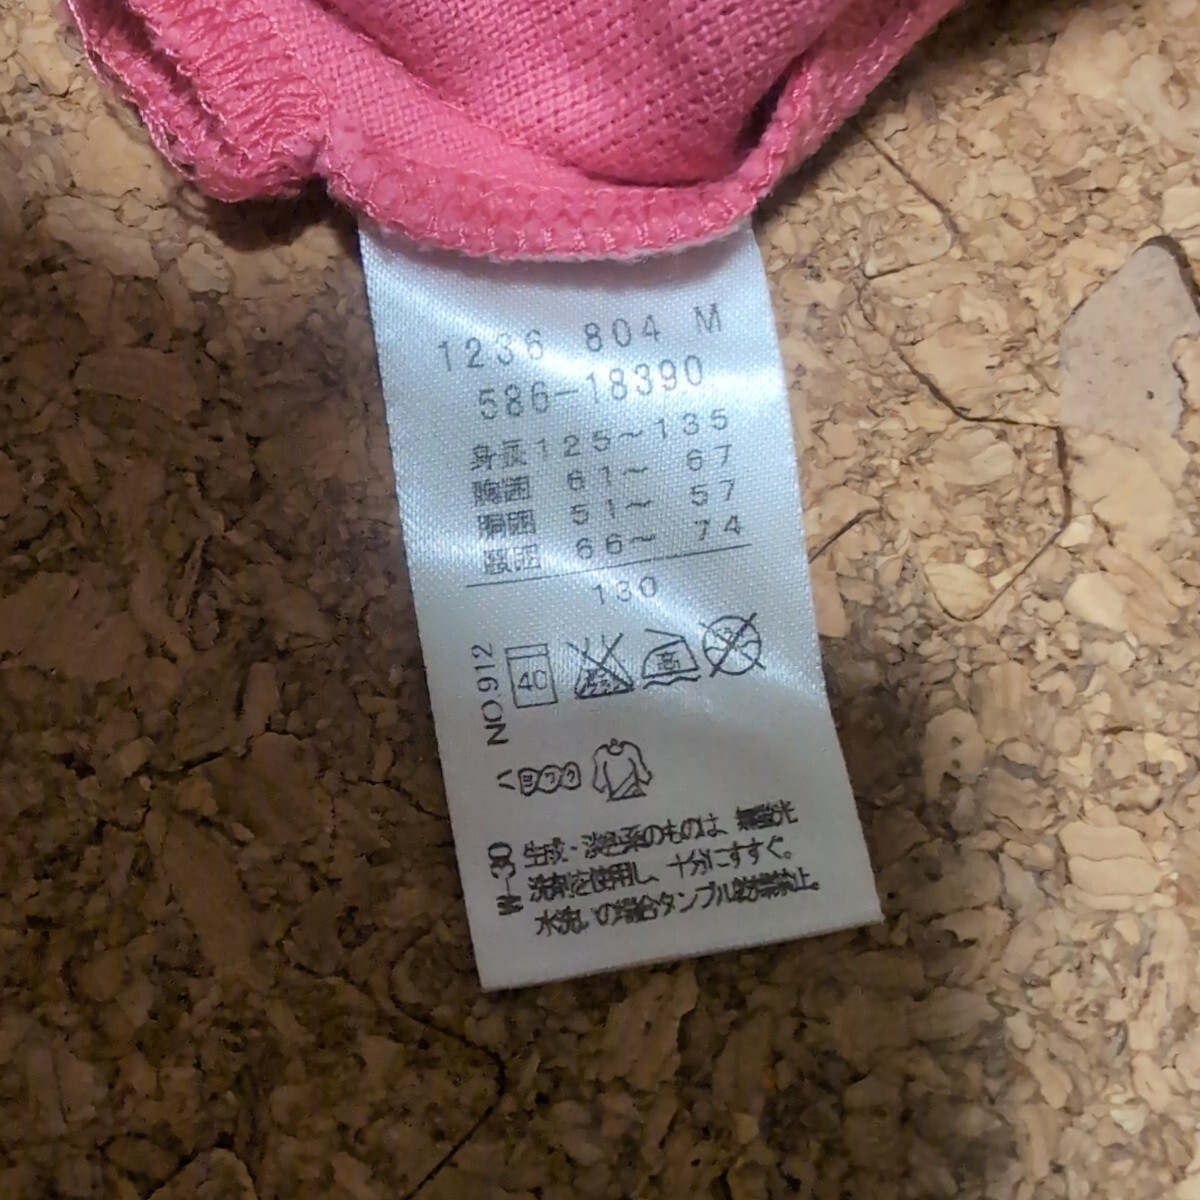 1236 804 M
586-18390
身長125～135
胸囲 61～ 67
胴囲 51～ 57
腰囲 66～ 74
130
NO.912
40 高
ヨワク
W-30
生成・淡色系のものは、無蛍光
洗剤を使用し、十分にすすぐ。
水洗いの場合タンブル乾燥禁止。